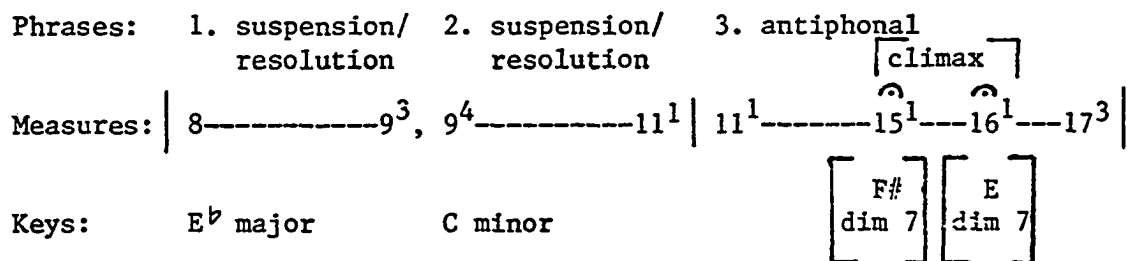 Phrases: 1. suspension/ 2. suspension/ 3. antiphonal
resolution resolution climax
Measures: 8-----------9³, 9⁴----------11¹ 11¹-------15¹---16¹---17³
F# E
Keys: E♭ major C minor dim 7 dim 7